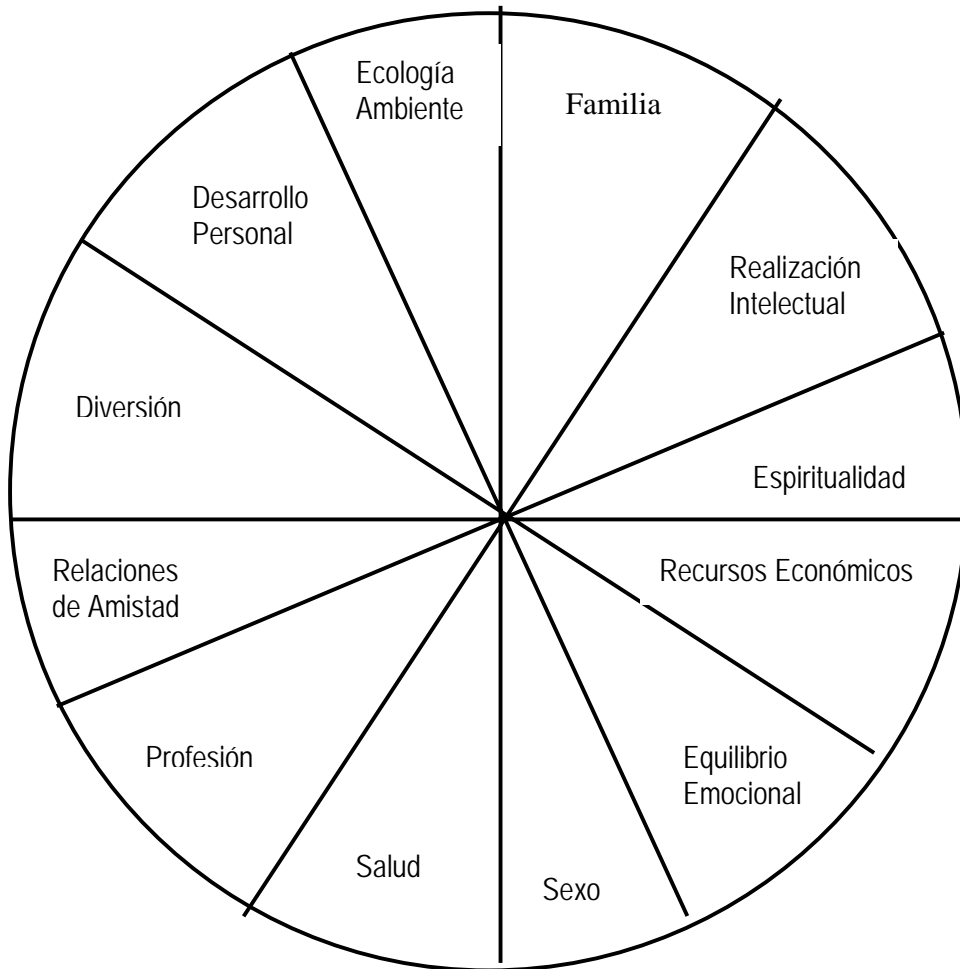 Ecología
Ambiente
Familia
Desarrollo
Personal
Realización
Intelectual
Diversión
Espiritualidad
Relaciones
de Amistad
Recursos Económicos
Profesión
Equilibrio
Emocional
Salud
Sexo